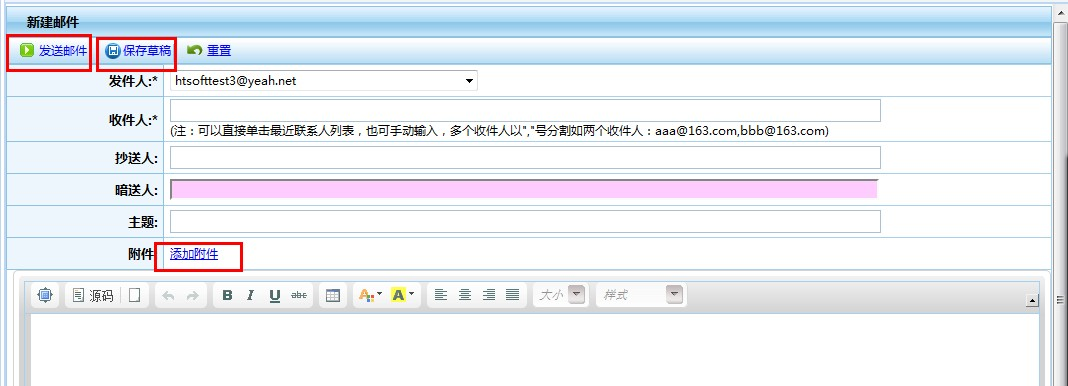 新建邮件
发送邮件 保存草稿 重置
发件人:* htsofttest3@yeah.net
收件人:*
(注：可以直接单击最近联系人列表，也可手动输入，多个收件人以","号分割如两个收件人：aaa@163.com,bbb@163.com)
抄送人:
暗送人:
主题:
附件 添加附件
源码 B I U abc A A 大小 样式